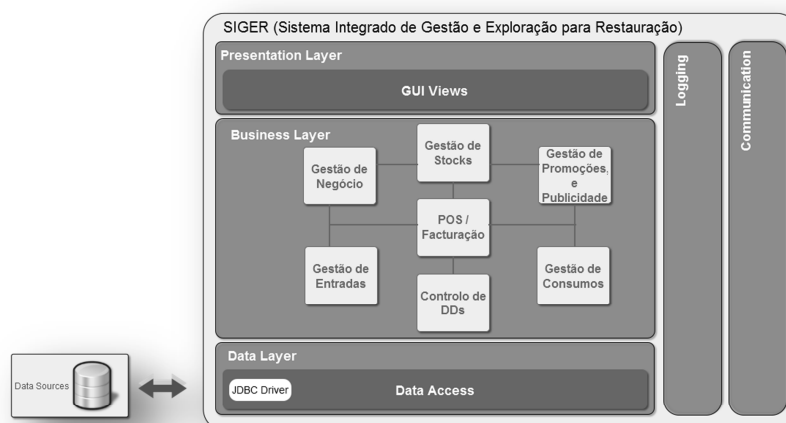 SIGER (Sistema Integrado de Gestão e Exploração para Restauração)
Presentation Layer
GUI Views
Business Layer
Gestão de
Stocks
Gestão de
Negócio
Gestão de
Promoções,
e
Publicidade
POS /
Facturação
Gestão de
Entradas
Gestão de
Consumos
Controlo de
DDs
Data Layer
JDBC Driver
Data Access
Data Sources
Logging
Communication